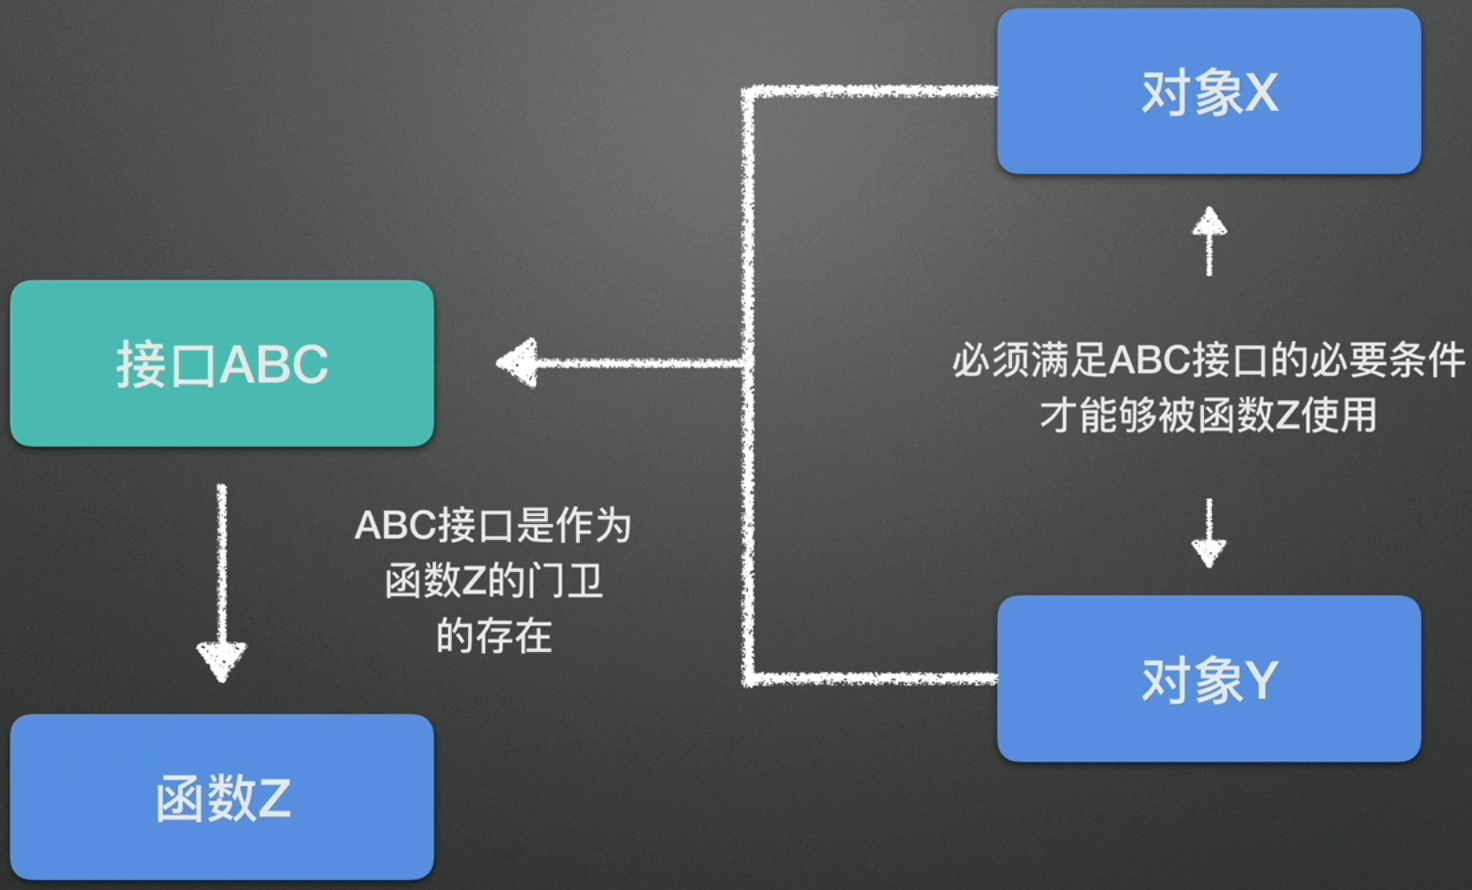 对象X
接口ABC
必须满足ABC接口的必要条件
才能够被函数Z使用
ABC接口是作为
函数Z的门卫
的存在
对象Y
函数Z